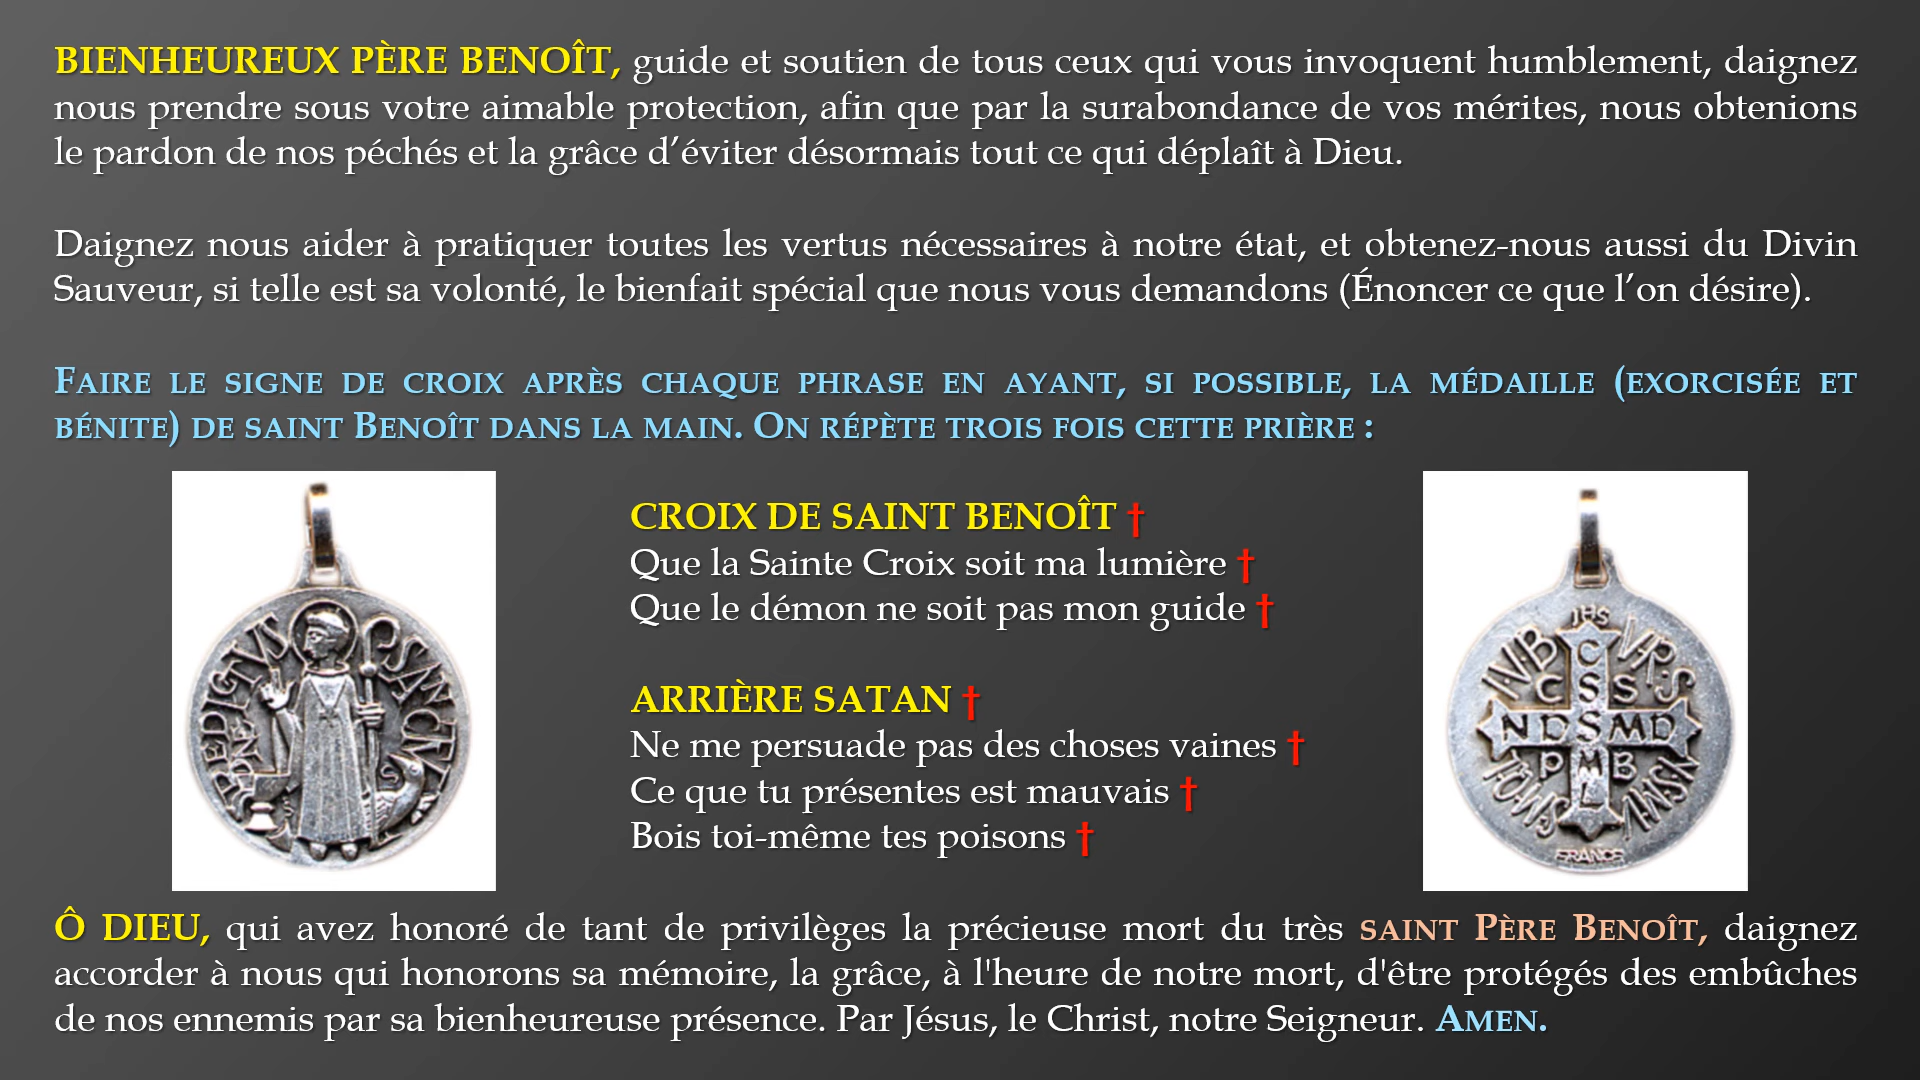 BIENHEUREUX PÈRE BENOÎT, guide et soutien de tous ceux qui vous invoquent humblement, daignez
nous prendre sous votre aimable protection, afin que par la surabondance de vos mérites, nous obtenions
le pardon de nos péchés et la grâce d’éviter désormais tout ce qui déplaît à Dieu.
Daignez nous aider à pratiquer toutes les vertus nécessaires à notre état, et obtenez-nous aussi du Divin
Sauveur, si telle est sa volonté, le bienfait spécial que nous vous demandons (Énoncer ce que l’on désire).
FAIRE LE SIGNE DE CROIX APRÈS CHAQUE PHRASE EN AYANT, SI POSSIBLE, LA MÉDAILLE (EXORCISÉE ET
BÉNITE) DE SAINT BENOÎT DANS LA MAIN. ON RÉPÈTE TROIS FOIS CETTE PRIÈRE :
CROIX DE SAINT BENOÎT †
Que la Sainte Croix soit ma lumière †
Que le démon ne soit pas mon guide †
ARRIÈRE SATAN †
Ne me persuade pas des choses vaines †
Ce que tu présentes est mauvais †
Bois toi-même tes poisons †
IHS
V·R·S
NSMV
SMQL
IVB
C S
C S S M L
N D S M D
P B
FRANCE
Ô DIEU, qui avez honoré de tant de privilèges la précieuse mort du très SAINT PÈRE BENOÎT, daignez
accorder à nous qui honorons sa mémoire, la grâce, à l'heure de notre mort, d'être protégés des embûches
de nos ennemis par sa bienheureuse présence. Par Jésus, le Christ, notre Seigneur. AMEN.